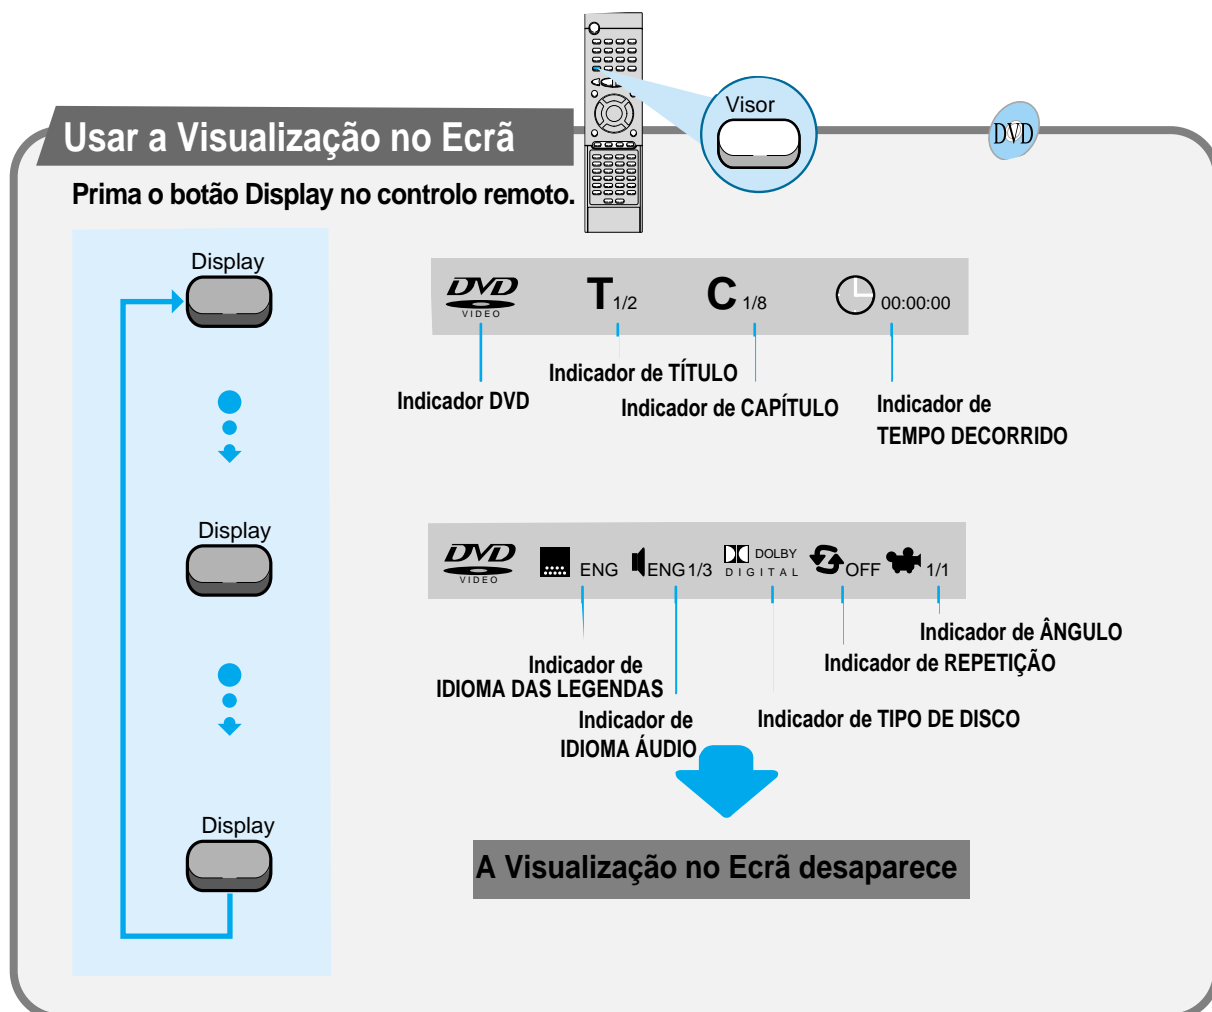 Visor
DVD
Usar a Visualização no Ecrã
Prima o botão Display no controlo remoto.
Display
DVD VIDEO T 1/2 C 1/8 00:00:00
Indicador DVD
Indicador de TÍTULO
Indicador de CAPÍTULO
Indicador de
TEMPO DECORRIDO
Display
DVD VIDEO ENG ENG 1/3 DOLBY DIGITAL OFF 1/1
Indicador de
IDIOMA DAS LEGENDAS
Indicador de
IDIOMA ÁUDIO
Indicador de TIPO DE DISCO
Indicador de REPETIÇÃO
Indicador de ÂNGULO
Display
A Visualização no Ecrã desaparece